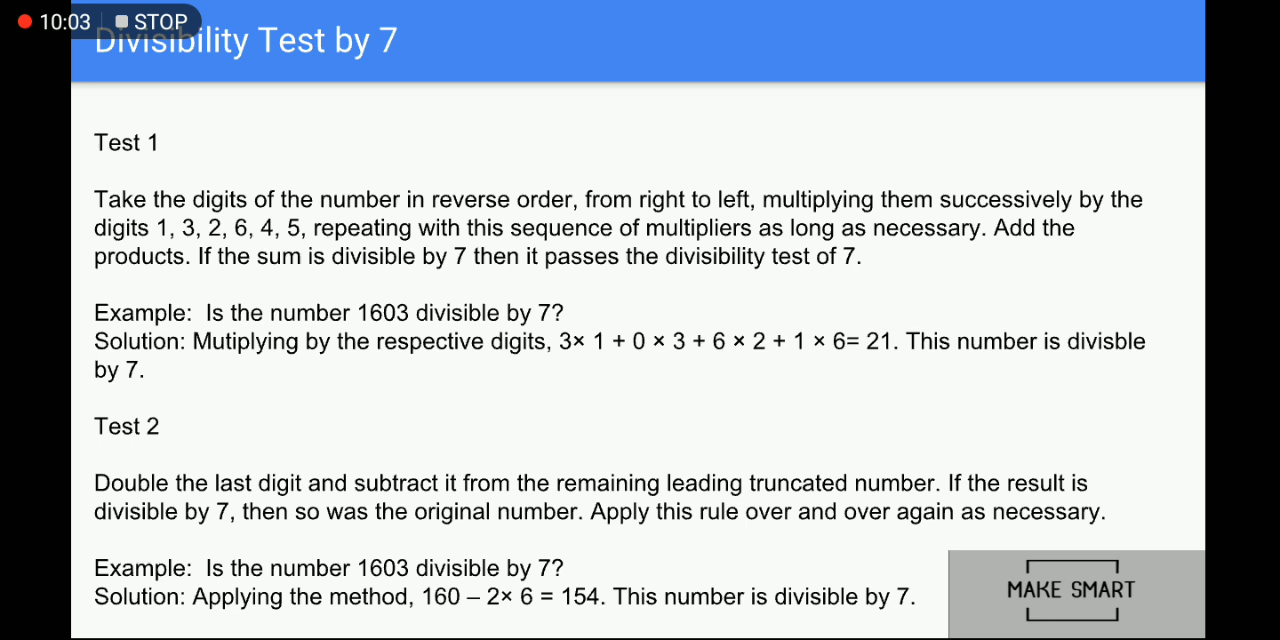 10:03 STOP
Divisibility Test by 7
Test 1
Take the digits of the number in reverse order, from right to left, multiplying them successively by the
digits 1, 3, 2, 6, 4, 5, repeating with this sequence of multipliers as long as necessary. Add the
products. If the sum is divisible by 7 then it passes the divisibility test of 7.
Example:  Is the number 1603 divisible by 7?
Solution: Mutiplying by the respective digits, 3× 1 + 0 × 3 + 6 × 2 + 1 × 6= 21. This number is divisble
by 7.
Test 2
Double the last digit and subtract it from the remaining leading truncated number. If the result is
divisible by 7, then so was the original number. Apply this rule over and over again as necessary.
Example:  Is the number 1603 divisible by 7?
Solution: Applying the method, 160 – 2× 6 = 154. This number is divisible by 7.
MAKE SMART